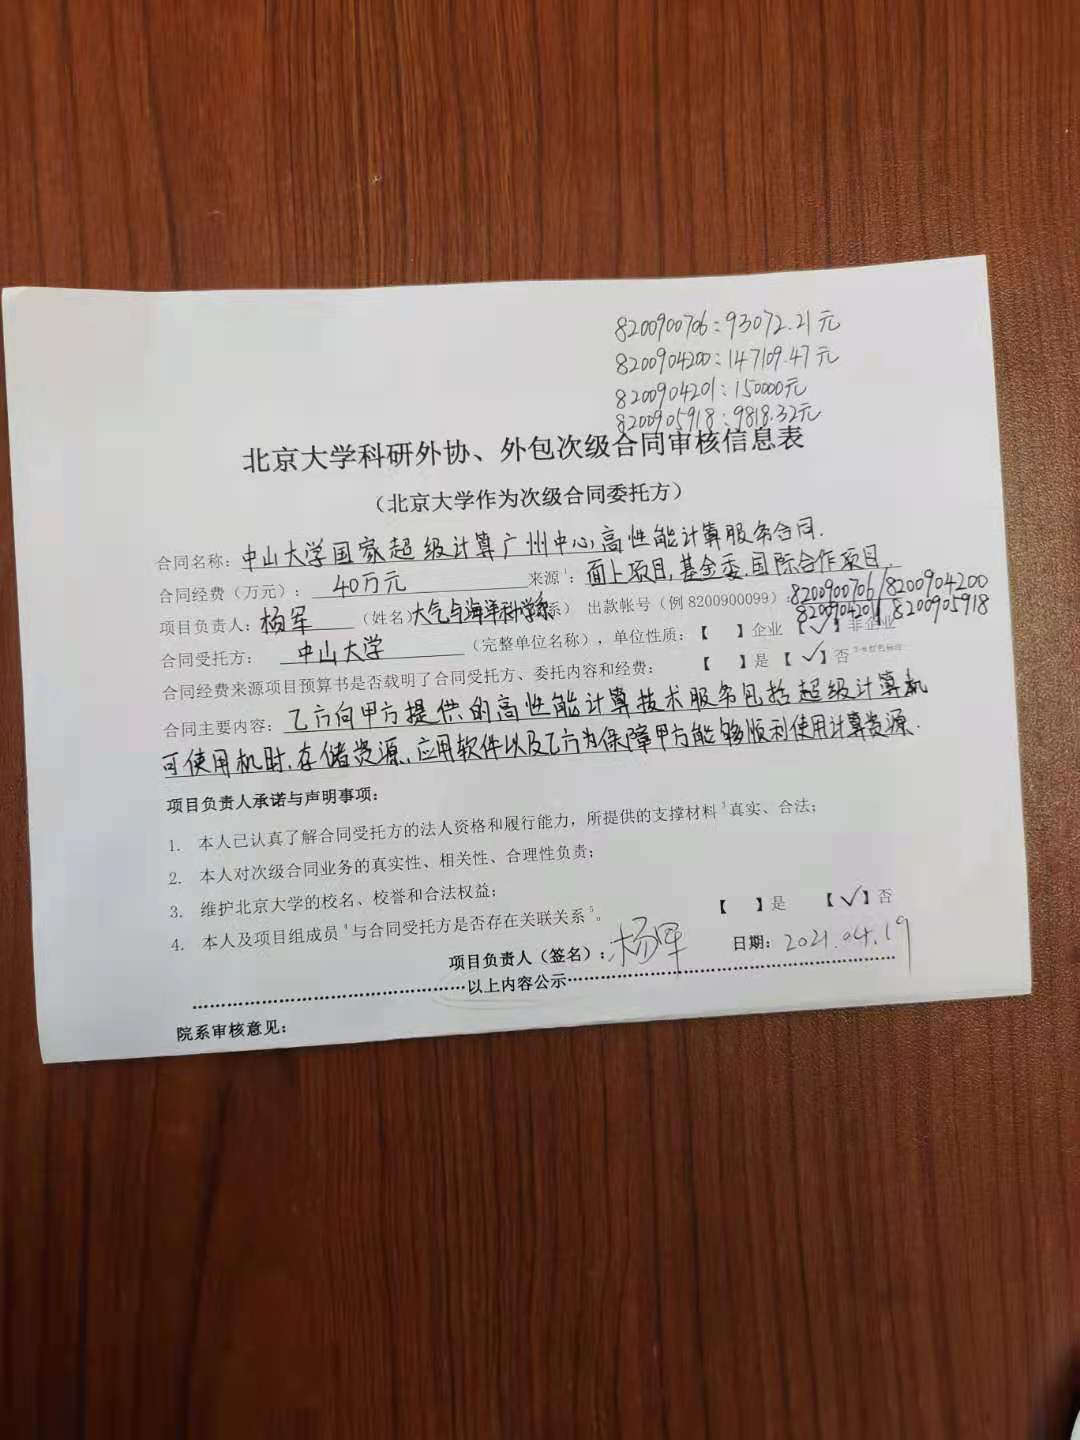 8200900706：93072.21元
8200904200：147109.47元
8200904201：150000元
8200905918：9818.32元
北京大学科研外协、外包次级合同审核信息表
（北京大学作为次级合同委托方）
合同名称：中山大学国家超级计算广州中心高性能计算服务合同.
合同经费（万元）：40万元 来源¹：面上项目,基金委.国际合作项目
项目负责人：杨军（姓名）大气与海洋科学系（系） 出款帐号（例 8200900099）：8200900706/8200904200
8200904201/8200905918
合同受托方：中山大学（完整单位名称），单位性质：【 】企业 【√】非企业
合同经费来源项目预算书是否载明了合同受托方、委托内容和经费： 【 】是 【√】否
合同主要内容：乙方向甲方提供的高性能计算技术服务包括超级计算机
可使用机时,存储资源,应用软件以及乙方为保障甲方能够顺利使用计算资源.
项目负责人承诺与声明事项：
1. 本人已认真了解合同受托方的法人资格和履行能力，所提供的支撑材料³真实、合法；
2. 本人对次级合同业务的真实性、相关性、合理性负责；
3. 维护北京大学的校名、校誉和合法权益；
4. 本人及项目组成员⁴与合同受托方是否存在关联关系⁵。 【 】是 【√】否
项目负责人（签名）：杨军 日期：2021.04.19
以上内容公示
院系审核意见：